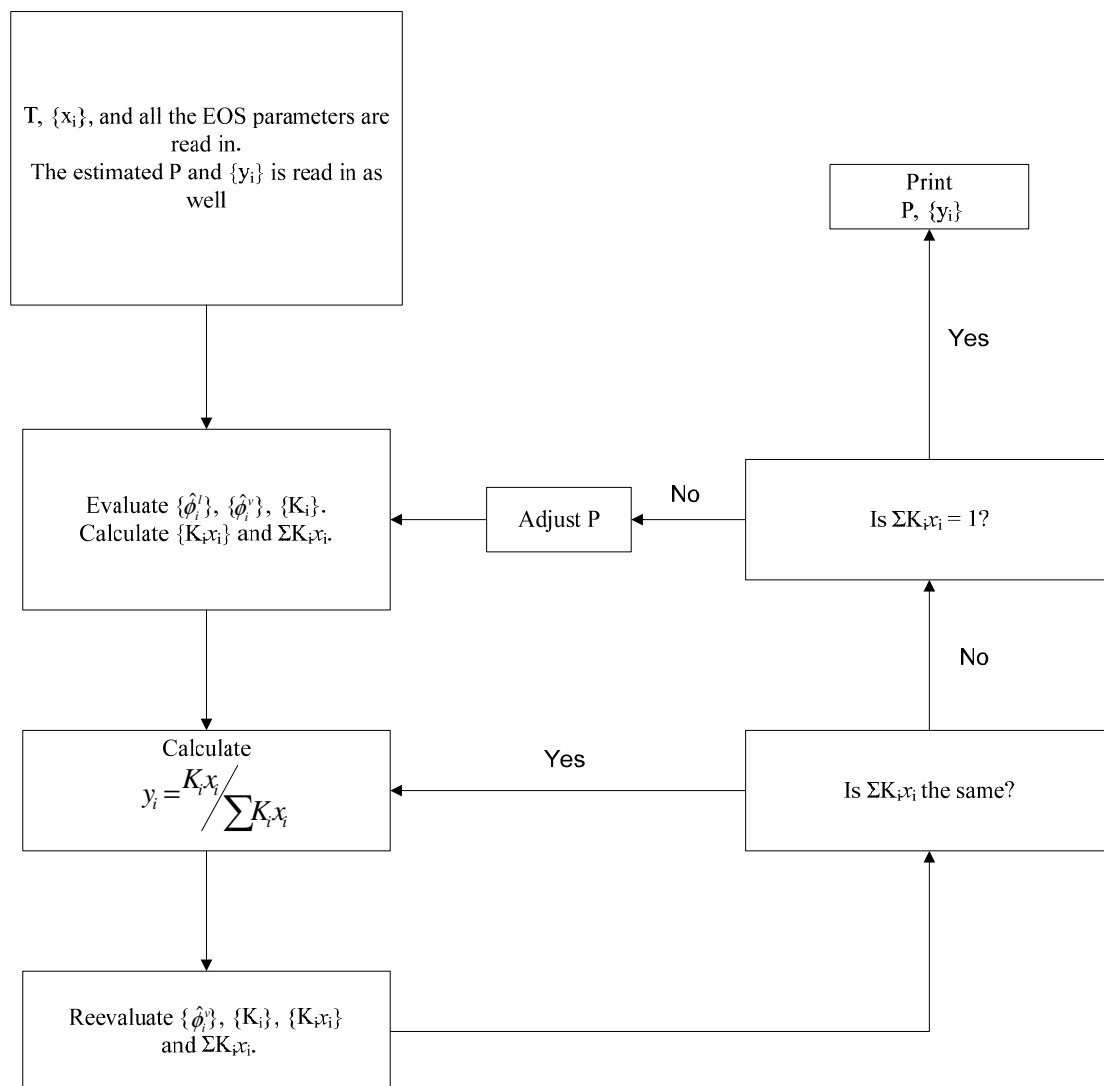 T, {xᵢ}, and all the EOS parameters are
read in.
The estimated P and {yᵢ} is read in as
well
Print
P, {yᵢ}
Yes
Evaluate {φ̂ᵢˡ}, {φ̂ᵢᵛ}, {Kᵢ}.
Calculate {Kᵢxᵢ} and ΣKᵢxᵢ.
Adjust P
No
Is ΣKᵢxᵢ = 1?
No
Calculate
yᵢ = Kᵢxᵢ / ∑Kᵢxᵢ
Yes
Is ΣKᵢxᵢ the same?
Reevaluate {φ̂ᵢᵛ}, {Kᵢ}, {Kᵢxᵢ}
and ΣKᵢxᵢ.